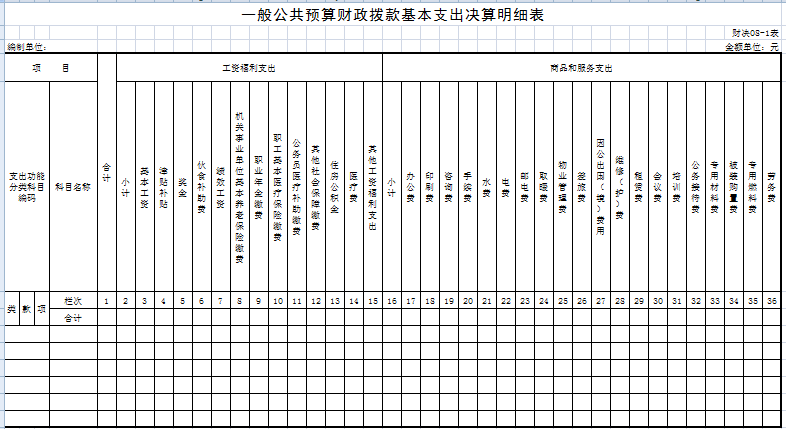 一般公共预算财政拨款基本支出决算明细表
财决08-1表
编制单位：
金额单位：元
项 目
合计
工资福利支出
商品和服务支出
支出功能分类科目编码
科目名称
小计
基本工资
津贴补贴
奖金
伙食补助费
绩效工资
机关事业单位基本养老保险缴费
职业年金缴费
职工基本医疗保险缴费
公务员医疗补助缴费
其他社会保障缴费
住房公积金
医疗费
其他工资福利支出
小计
办公费
印刷费
咨询费
手续费
水费
电费
邮电费
取暖费
物业管理费
差旅费
因公出国（境）费用
维修（护）费
租赁费
会议费
培训费
公务接待费
专用材料费
被装购置费
专用燃料费
劳务费
类 款 项
栏次 1 2 3 4 5 6 7 8 9 10 11 12 13 14 15 16 17 18 19 20 21 22 23 24 25 26 27 28 29 30 31 32 33 34 35 36
合计